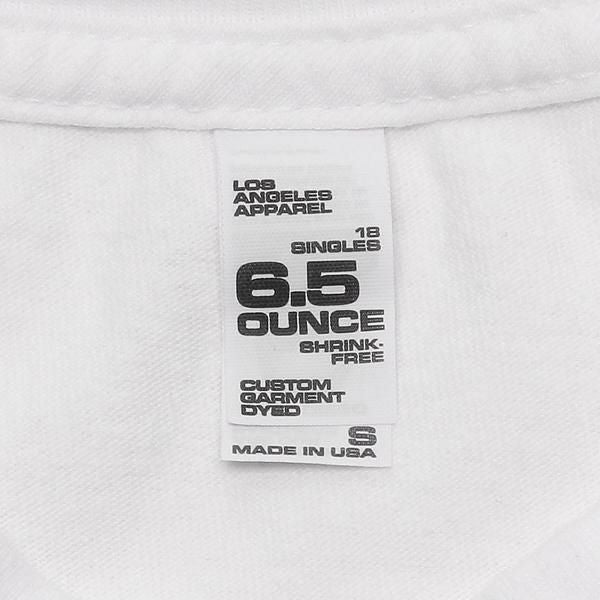 LOS
ANGELES
APPAREL
18
SINGLES
6.5
OUNCE
SHRINK-
FREE
CUSTOM
GARMENT
DYED
S
MADE IN USA